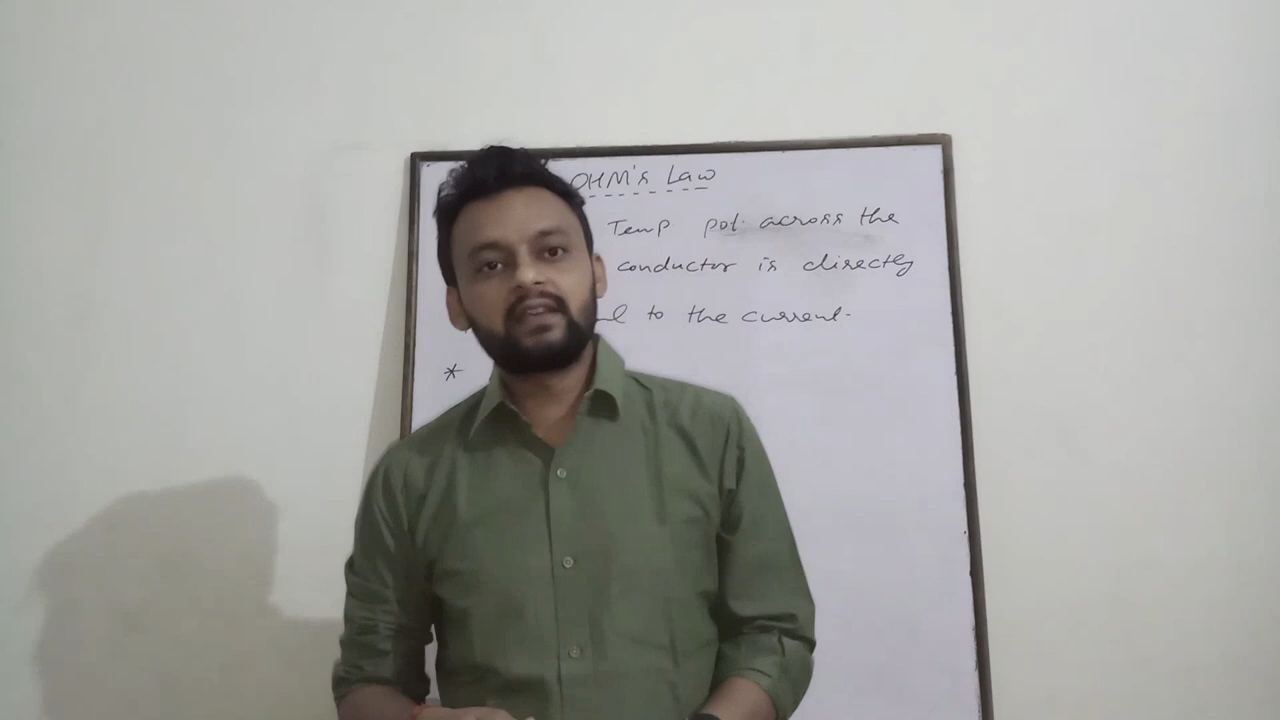 OHM's Law
Temp. pot. across the
conductor is directly
to the current.
*